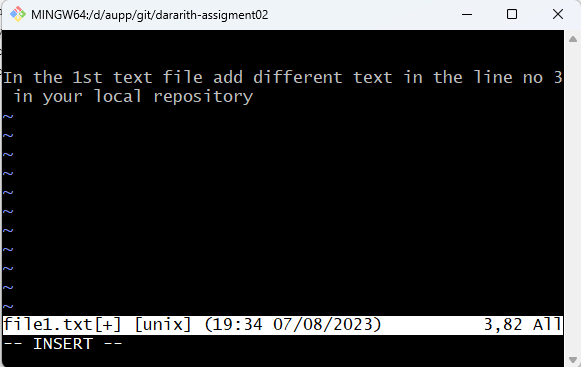 MINGW64:/d/aupp/git/dararith-assigment02
In the 1st text file add different text in the line no 3
 in your local repository
~
~
~
~
~
~
~
~
~
~
~
file1.txt[+] [unix] (19:34 07/08/2023) 3,82 All
-- INSERT --